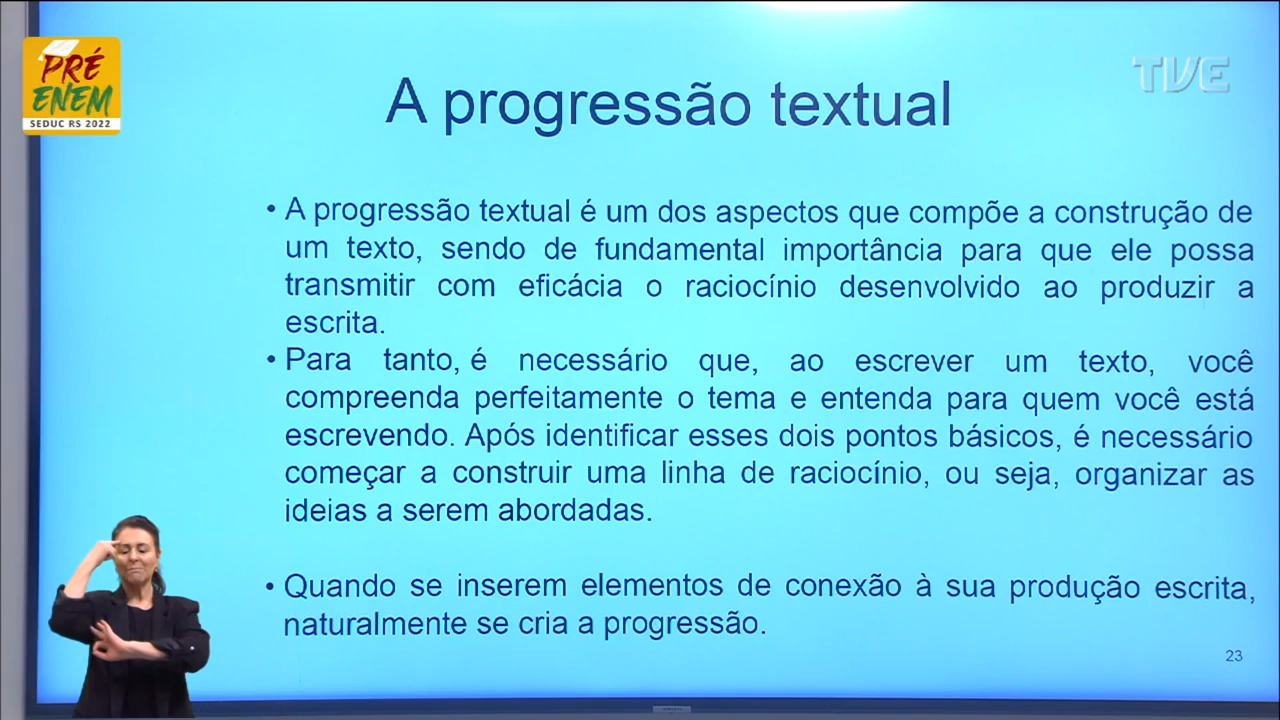 PRÉ
ENEM
SEDUC RS 2022
TVE
A progressão textual
• A progressão textual é um dos aspectos que compõe a construção de
um texto, sendo de fundamental importância para que ele possa
transmitir com eficácia o raciocínio desenvolvido ao produzir a
escrita.
• Para tanto, é necessário que, ao escrever um texto, você
compreenda perfeitamente o tema e entenda para quem você está
escrevendo. Após identificar esses dois pontos básicos, é necessário
começar a construir uma linha de raciocínio, ou seja, organizar as
ideias a serem abordadas.
• Quando se inserem elementos de conexão à sua produção escrita,
naturalmente se cria a progressão.
23